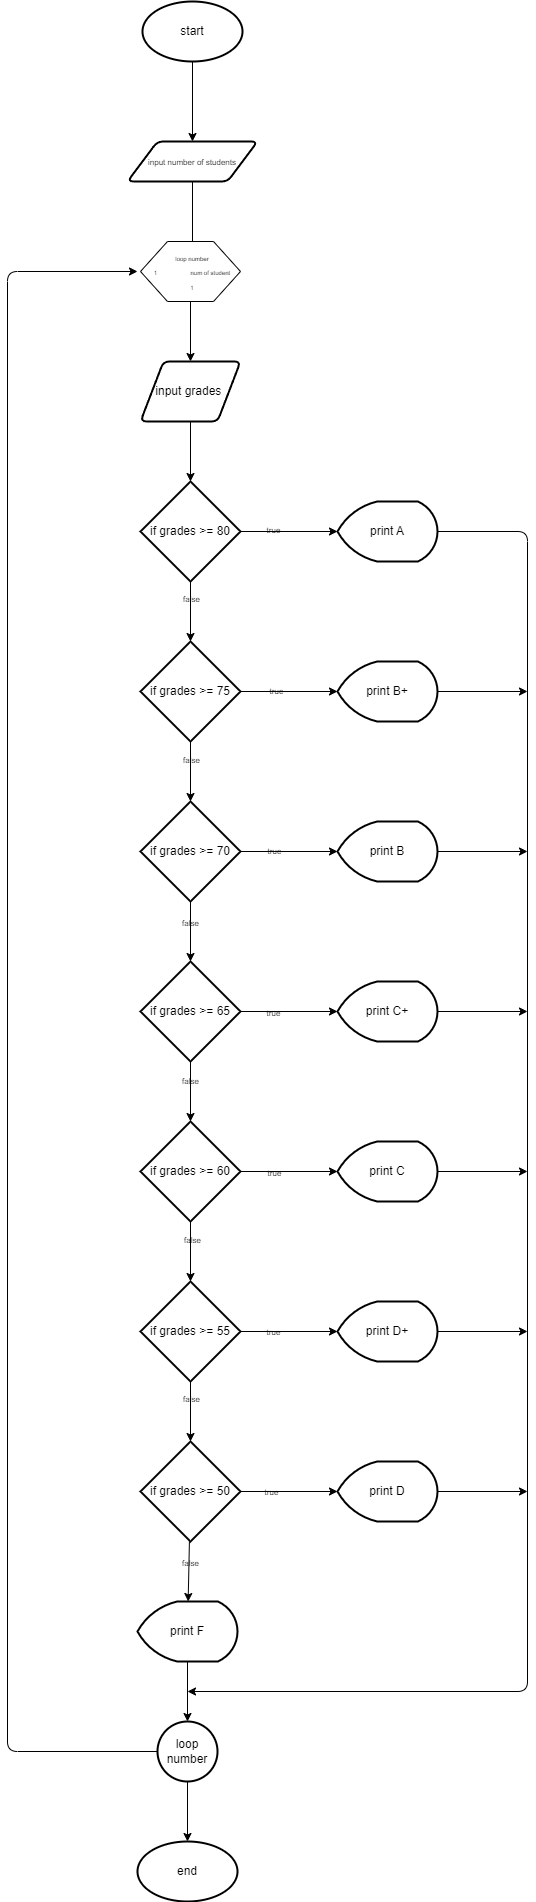 start
input number of students
loop number
1 num of student
1
input grades
if grades >= 80
true
print A
false
if grades >= 75
true
print B+
false
if grades >= 70
true
print B
false
if grades >= 65
true
print C+
false
if grades >= 60
true
print C
false
if grades >= 55
true
print D+
false
if grades >= 50
true
print D
false
print F
loop
number
end